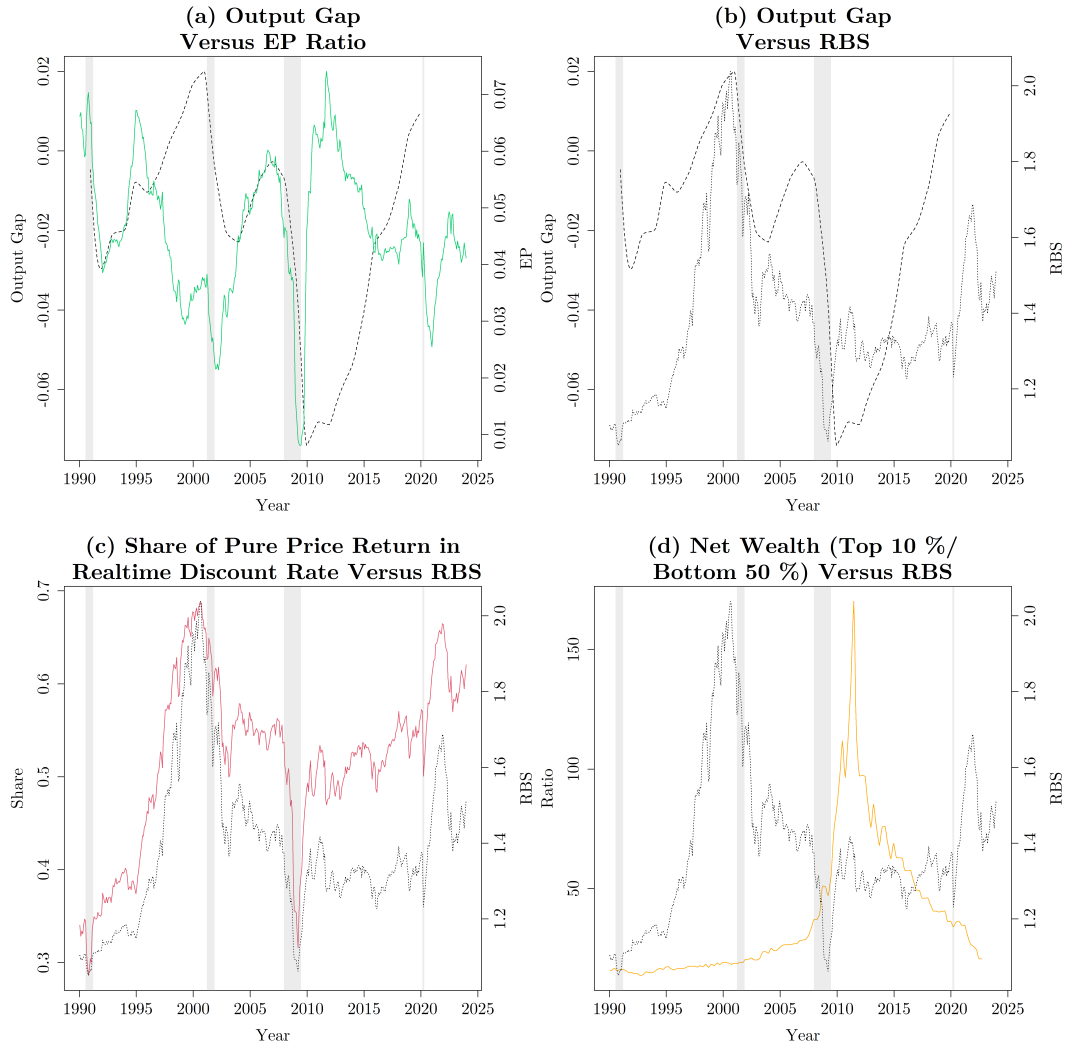 (a) Output Gap
Versus EP Ratio
0.02
0.00
-0.02
-0.04
-0.06
Output Gap
0.07
0.06
0.05
0.04
0.03
0.02
0.01
EP
1990 1995 2000 2005 2010 2015 2020 2025
Year
(b) Output Gap
Versus RBS
0.02
0.00
-0.02
-0.04
-0.06
Output Gap
2.0
1.8
1.6
1.4
1.2
RBS
1990 1995 2000 2005 2010 2015 2020 2025
Year
(c) Share of Pure Price Return in
Realtime Discount Rate Versus RBS
0.7
0.6
0.5
0.4
0.3
Share
2.0
1.8
1.6
1.4
1.2
RBS
1990 1995 2000 2005 2010 2015 2020 2025
Year
(d) Net Wealth (Top 10 %/
Bottom 50 %) Versus RBS
150
100
50
Ratio
2.0
1.8
1.6
1.4
1.2
RBS
1990 1995 2000 2005 2010 2015 2020 2025
Year